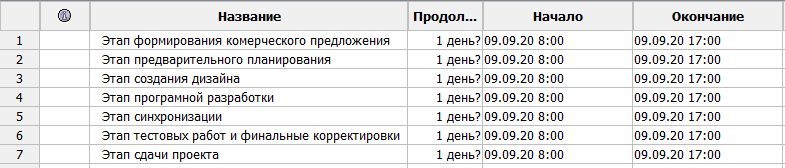 Название Продол... Начало Окончание
1 Этап формирования комерческого предложения 1 день? 09.09.20 8:00 09.09.20 17:00
2 Этап предварительного планирования 1 день? 09.09.20 8:00 09.09.20 17:00
3 Этап создания дизайна 1 день? 09.09.20 8:00 09.09.20 17:00
4 Этап програмной разработки 1 день? 09.09.20 8:00 09.09.20 17:00
5 Этап синхронизации 1 день? 09.09.20 8:00 09.09.20 17:00
6 Этап тестовых работ и финальные корректировки 1 день? 09.09.20 8:00 09.09.20 17:00
7 Этап сдачи проекта 1 день? 09.09.20 8:00 09.09.20 17:00